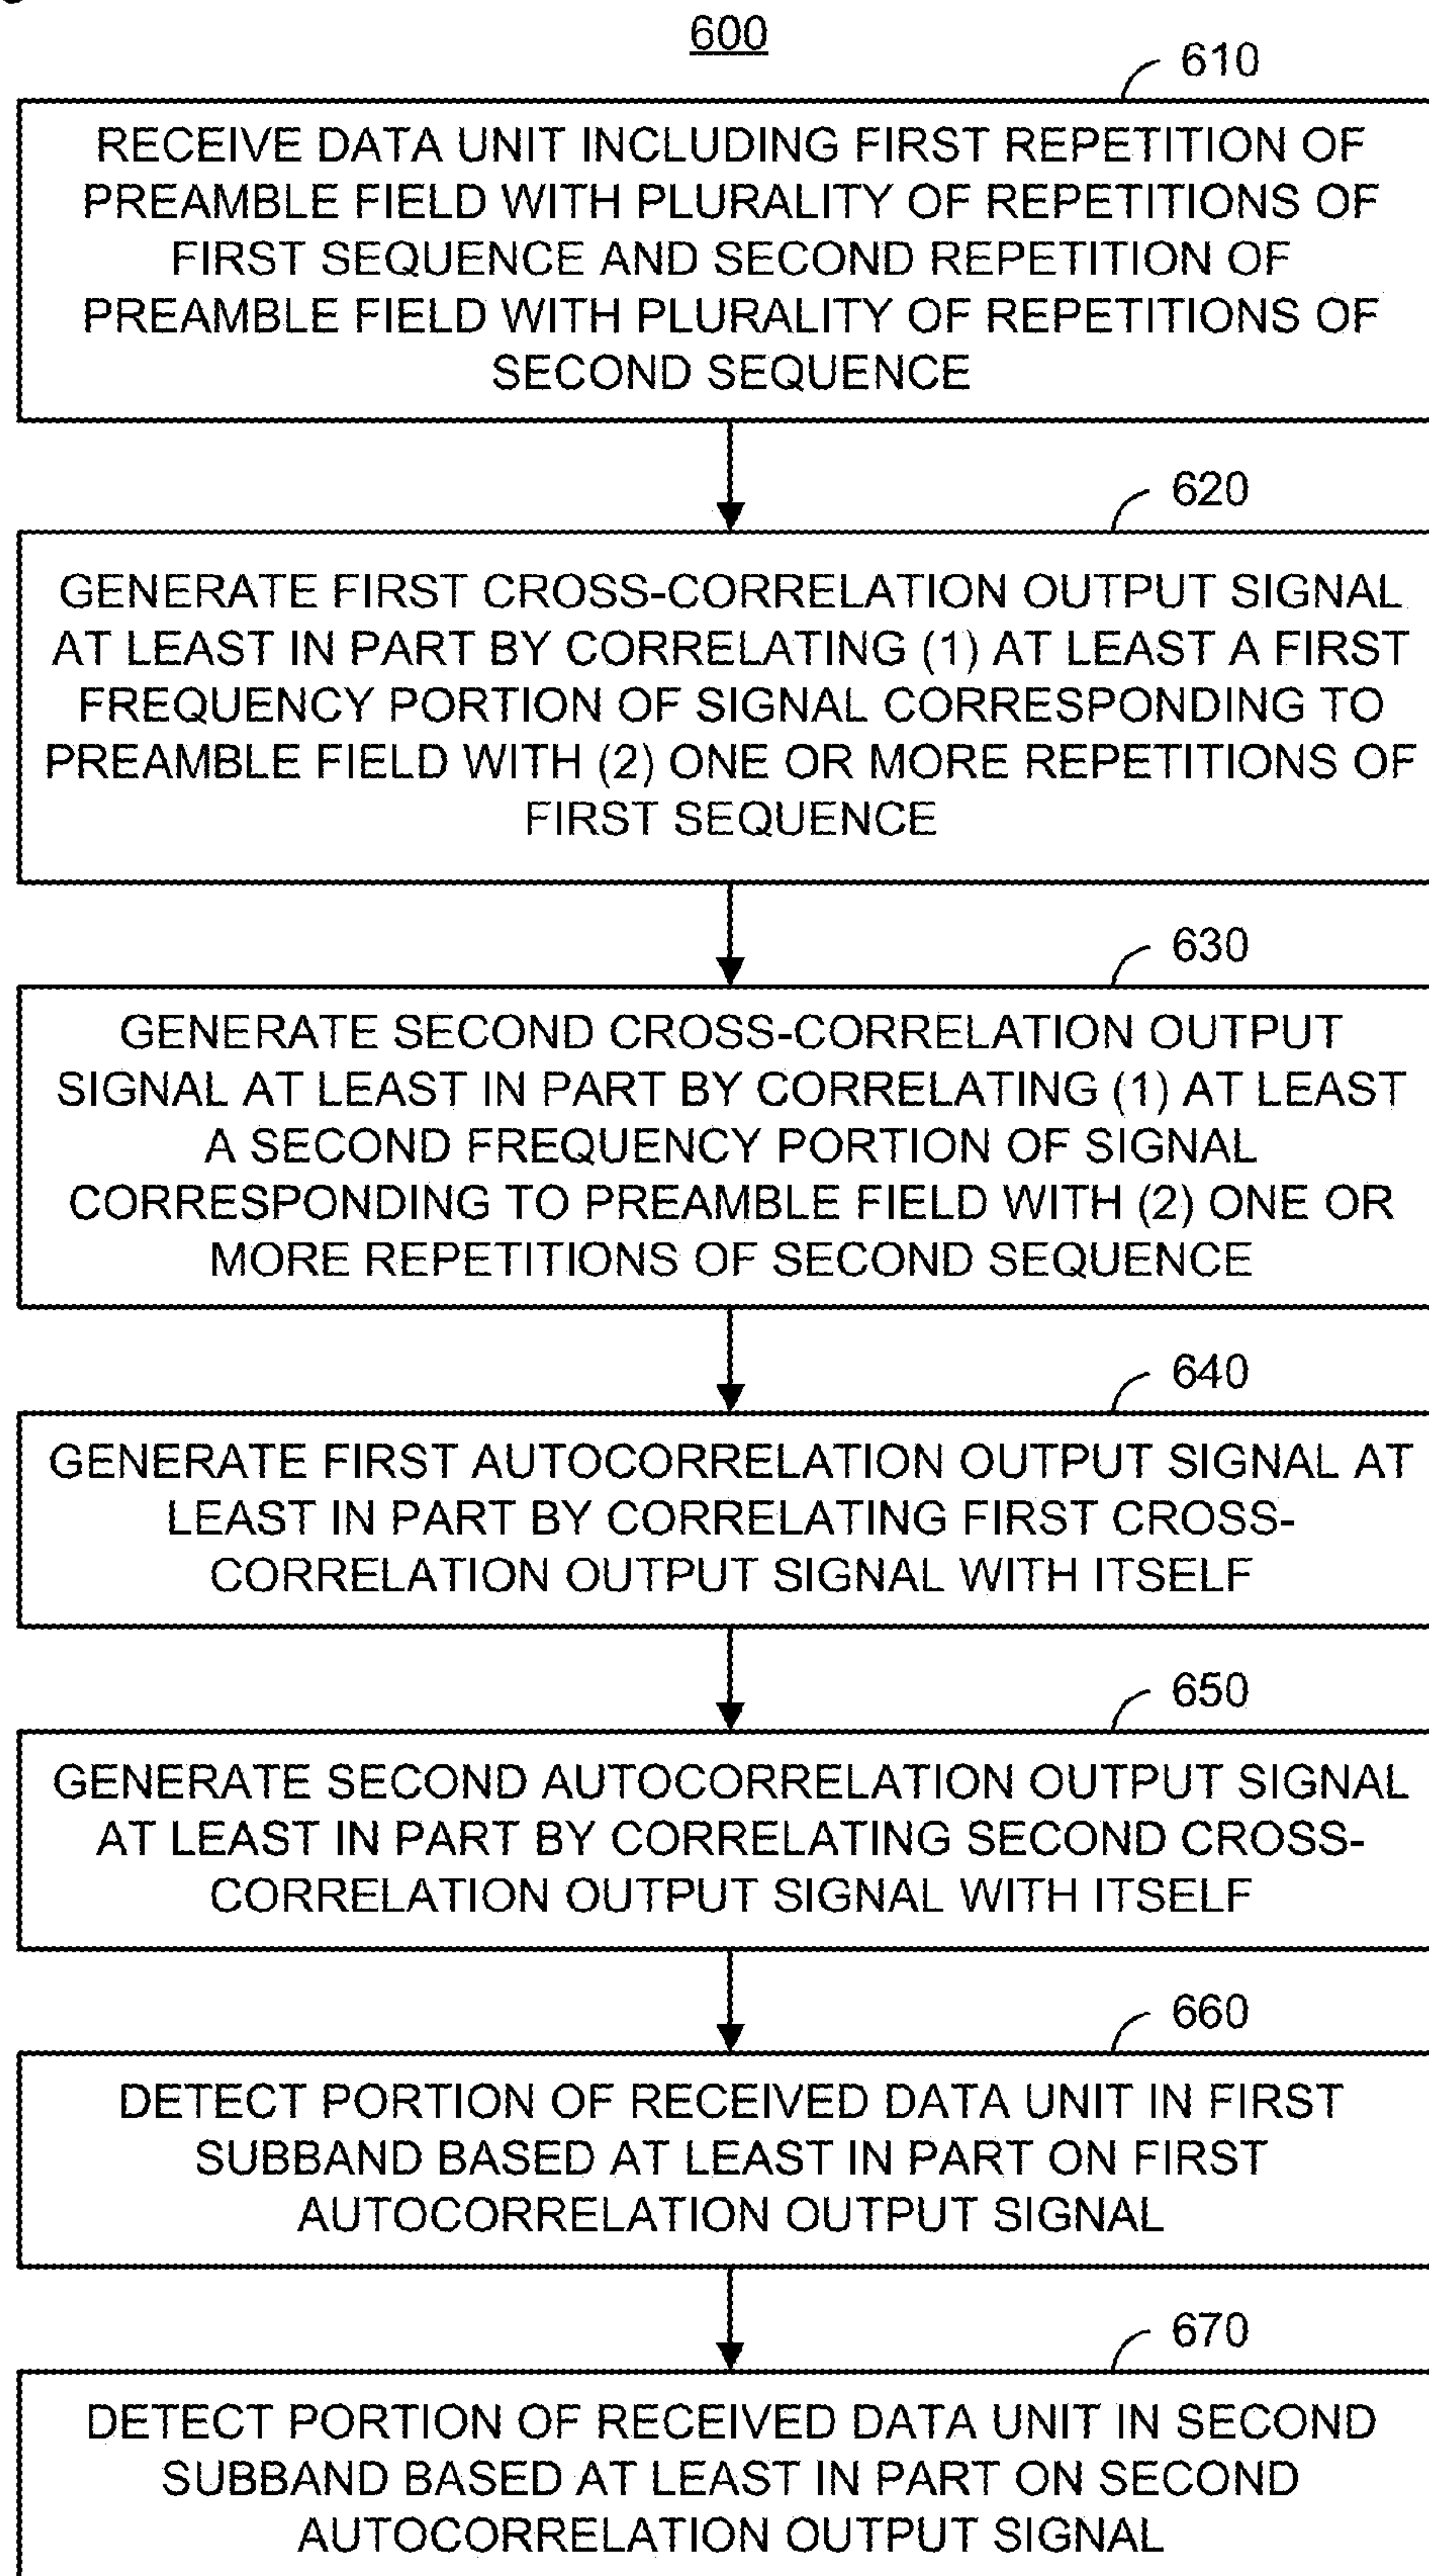 600
610
RECEIVE DATA UNIT INCLUDING FIRST REPETITION OF
PREAMBLE FIELD WITH PLURALITY OF REPETITIONS OF
FIRST SEQUENCE AND SECOND REPETITION OF
PREAMBLE FIELD WITH PLURALITY OF REPETITIONS OF
SECOND SEQUENCE
620
GENERATE FIRST CROSS-CORRELATION OUTPUT SIGNAL
AT LEAST IN PART BY CORRELATING (1) AT LEAST A FIRST
FREQUENCY PORTION OF SIGNAL CORRESPONDING TO
PREAMBLE FIELD WITH (2) ONE OR MORE REPETITIONS OF
FIRST SEQUENCE
630
GENERATE SECOND CROSS-CORRELATION OUTPUT
SIGNAL AT LEAST IN PART BY CORRELATING (1) AT LEAST
A SECOND FREQUENCY PORTION OF SIGNAL
CORRESPONDING TO PREAMBLE FIELD WITH (2) ONE OR
MORE REPETITIONS OF SECOND SEQUENCE
640
GENERATE FIRST AUTOCORRELATION OUTPUT SIGNAL AT
LEAST IN PART BY CORRELATING FIRST CROSS-
CORRELATION OUTPUT SIGNAL WITH ITSELF
650
GENERATE SECOND AUTOCORRELATION OUTPUT SIGNAL
AT LEAST IN PART BY CORRELATING SECOND CROSS-
CORRELATION OUTPUT SIGNAL WITH ITSELF
660
DETECT PORTION OF RECEIVED DATA UNIT IN FIRST
SUBBAND BASED AT LEAST IN PART ON FIRST
AUTOCORRELATION OUTPUT SIGNAL
670
DETECT PORTION OF RECEIVED DATA UNIT IN SECOND
SUBBAND BASED AT LEAST IN PART ON SECOND
AUTOCORRELATION OUTPUT SIGNAL